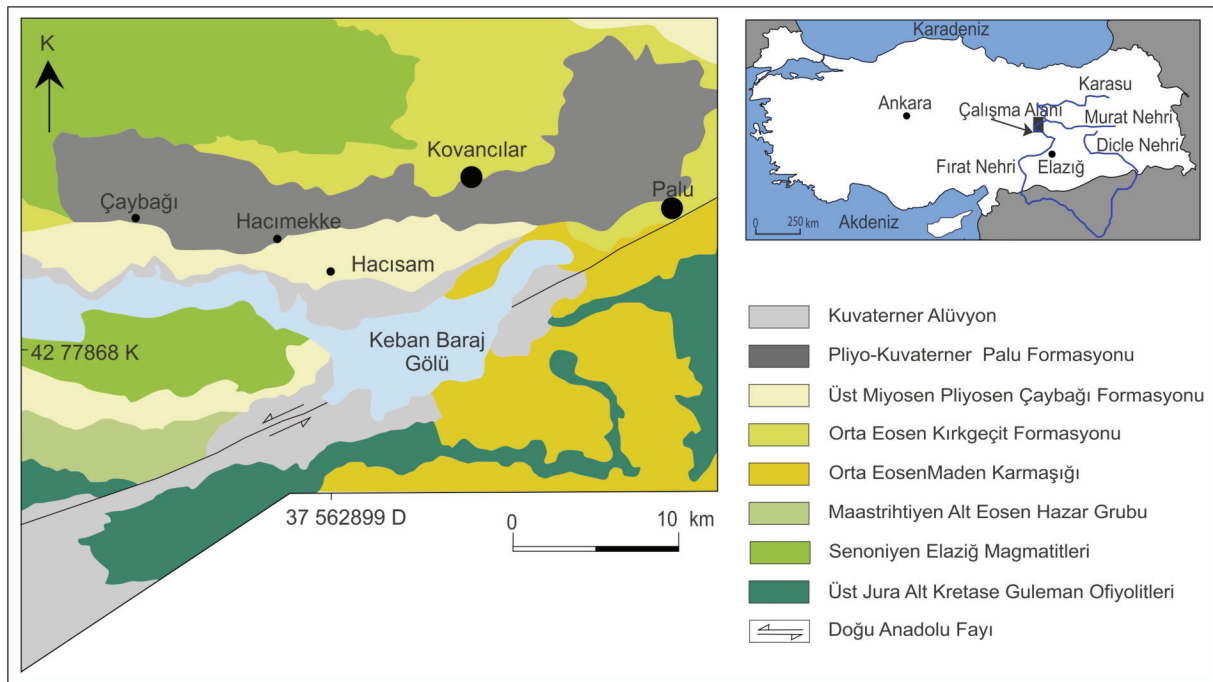 K
Kovancılar
Çaybağı
Palu
Hacımekke
Hacısam
Keban Baraj
Gölü
42 77868 K
37 562899 D
0 10 km
Karadeniz
Karasu
Ankara
Çalışma Alanı
Murat Nehri
Dicle Nehri
Fırat Nehri
Elazığ
0 250 km
Akdeniz
Kuvaterner Alüvyon
Pliyo-Kuvaterner Palu Formasyonu
Üst Miyosen Pliyosen Çaybağı Formasyonu
Orta Eosen Kırkgeçit Formasyonu
Orta EosenMaden Karmaşığı
Maastrihtiyen Alt Eosen Hazar Grubu
Senoniyen Elaziğ Magmatitleri
Üst Jura Alt Kretase Guleman Ofiyolitleri
Doğu Anadolu Fayı